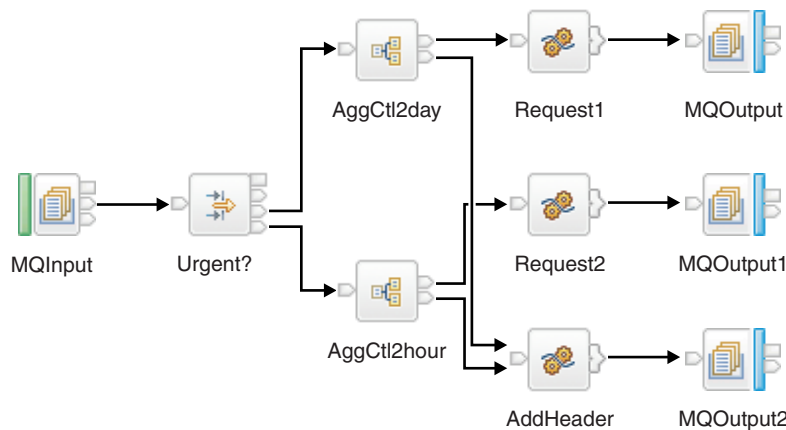 AggCtl2day
Request1
MQOutput
MQInput
Urgent?
Request2
MQOutput1
AggCtl2hour
AddHeader
MQOutput2